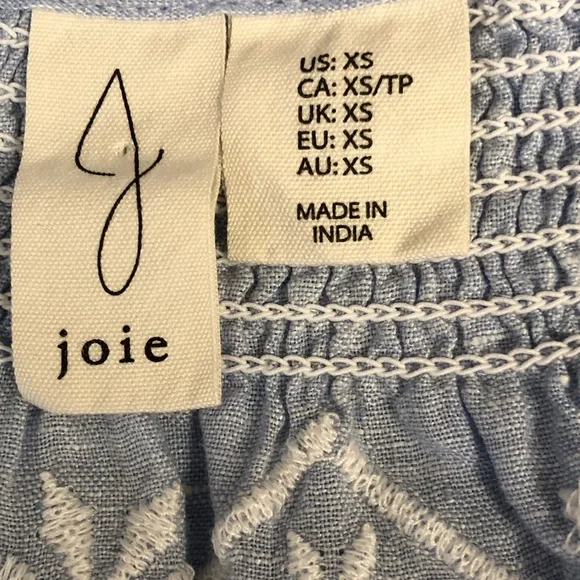 J
joie
US: XS
CA: XS/TP
UK: XS
EU: XS
AU: XS
MADE IN
INDIA